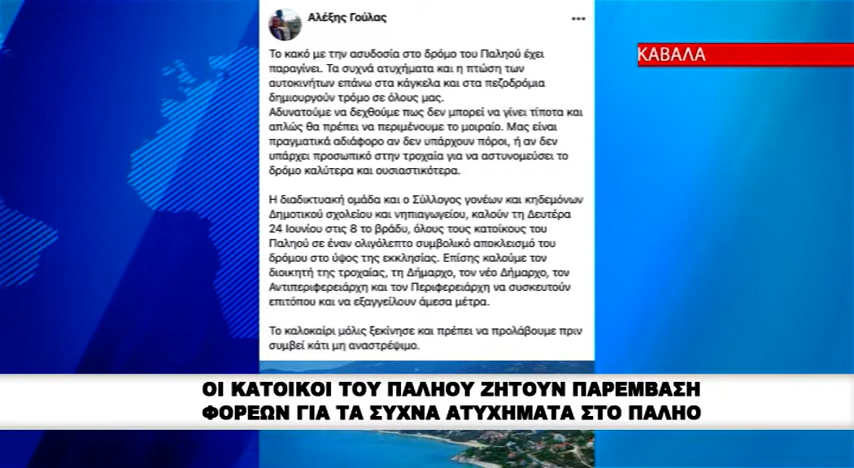 Αλέξης Γούλας
ΚΑΒΑΛΑ
Το κακό με την ασυδοσία στο δρόμο του Παληού έχει
παραγίνει. Τα συχνά ατυχήματα και η πτώση των
αυτοκινήτων επάνω στα κάγκελα και στα πεζοδρόμια
δημιουργούν τρόμο σε όλους μας.
Αδυνατούμε να δεχθούμε πως δεν μπορεί να γίνει τίποτα και
απλώς θα πρέπει να περιμένουμε το μοιραίο. Μας είναι
πραγματικά αδιάφορο αν δεν υπάρχουν πόροι, ή αν δεν
υπάρχει προσωπικό στην τροχαία για να αστυνομεύσει το
δρόμο καλύτερα και ουσιαστικότερα.
Η διαδικτυακή ομάδα και ο Σύλλογος γονέων και κηδεμόνων
Δημοτικού σχολείου και νηπιαγωγείου, καλούν τη Δευτέρα
24 Ιουνίου στις 8 το βράδυ, όλους τους κατοίκους του
Παληού σε έναν ολιγόλεπτο συμβολικό αποκλεισμό του
δρόμου στο ύψος της εκκλησίας. Επίσης καλούμε τον
διοικητή της τροχαίας, τη Δήμαρχο, τον νέο Δήμαρχο, τον
Αντιπεριφερειάρχη και τον Περιφερειάρχη να συσκευτούν
επιτόπου και να εξαγγείλουν άμεσα μέτρα.
Το καλοκαίρι μόλις ξεκίνησε και πρέπει να προλάβουμε πριν
συμβεί κάτι μη αναστρέψιμο.
ΟΙ ΚΑΤΟΙΚΟΙ ΤΟΥ ΠΑΛΗΟΥ ΖΗΤΟΥΝ ΠΑΡΕΜΒΑΣΗ
ΦΟΡΕΩΝ ΓΙΑ ΤΑ ΣΥΧΝΑ ΑΤΥΧΗΜΑΤΑ ΣΤΟ ΠΑΛΗΟ